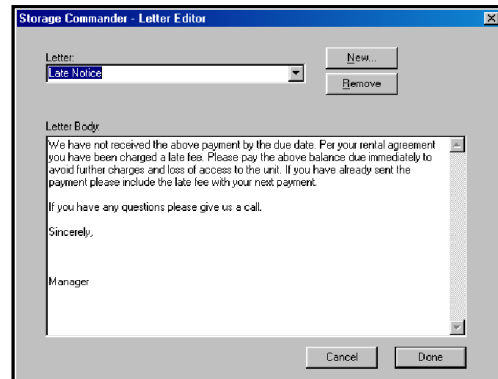 Storage Commander - Letter Editor
Letter:
Late Notice
New...
Remove
Letter Body:
We have not received the above payment by the due date. Per your rental agreement
you have been charged a late fee. Please pay the above balance due immediately to
avoid further charges and loss of access to the unit. If you have already sent the
payment please include the late fee with your next payment.
If you have any questions please give us a call.
Sincerely,
Manager
Cancel
Done